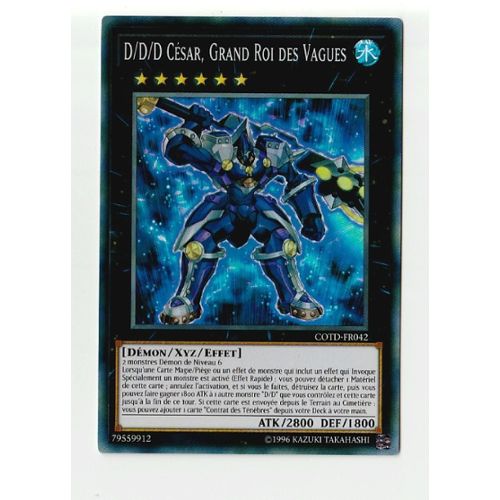 D/D/D César, Grand Roi des Vagues
水
COTD-FR042
[Démon/Xyz/Effet]
2 monstres Démon de Niveau 6
Lorsqu'une Carte Magie/Piège ou un effet de monstre qui inclut un effet qui Invoque
Spécialement un monstre est activé (Effet Rapide) : vous pouvez détacher 1 Matériel
de cette carte ; annulez l'activation, et si vous le faites, détruisez la carte, puis vous
pouvez faire gagner 1800 ATK à 1 autre monstre "D/D" que vous contrôlez et cette carte
jusqu'à la fin de ce tour. Si cette carte est envoyée depuis le Terrain au Cimetière :
vous pouvez ajouter 1 carte "Contrat des Ténèbres" depuis votre Deck à votre main.
ATK/2800 DEF/1800
79559912 ©1996 KAZUKI TAKAHASHI